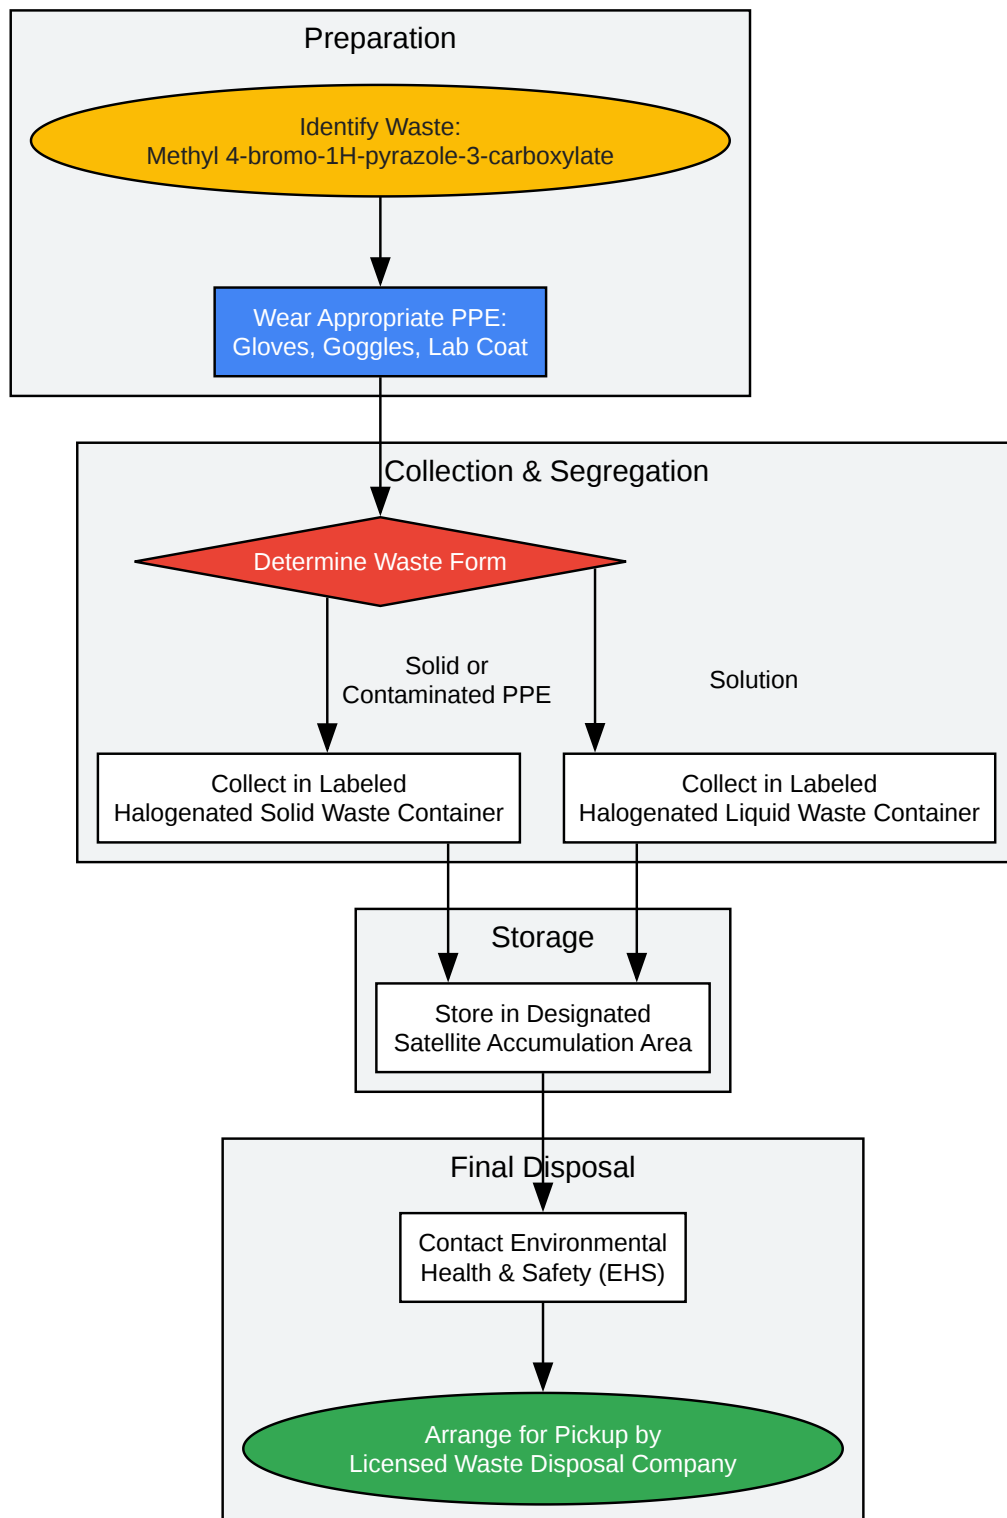 Preparation
Identify Waste:
Methyl 4-bromo-1H-pyrazole-3-carboxylate
Wear Appropriate PPE:
Gloves, Goggles, Lab Coat
Collection & Segregation
Determine Waste Form
Solid or
Contaminated PPE
Solution
Collect in Labeled
Halogenated Solid Waste Container
Collect in Labeled
Halogenated Liquid Waste Container
Storage
Store in Designated
Satellite Accumulation Area
Final Disposal
Contact Environmental
Health & Safety (EHS)
Arrange for Pickup by
Licensed Waste Disposal Company